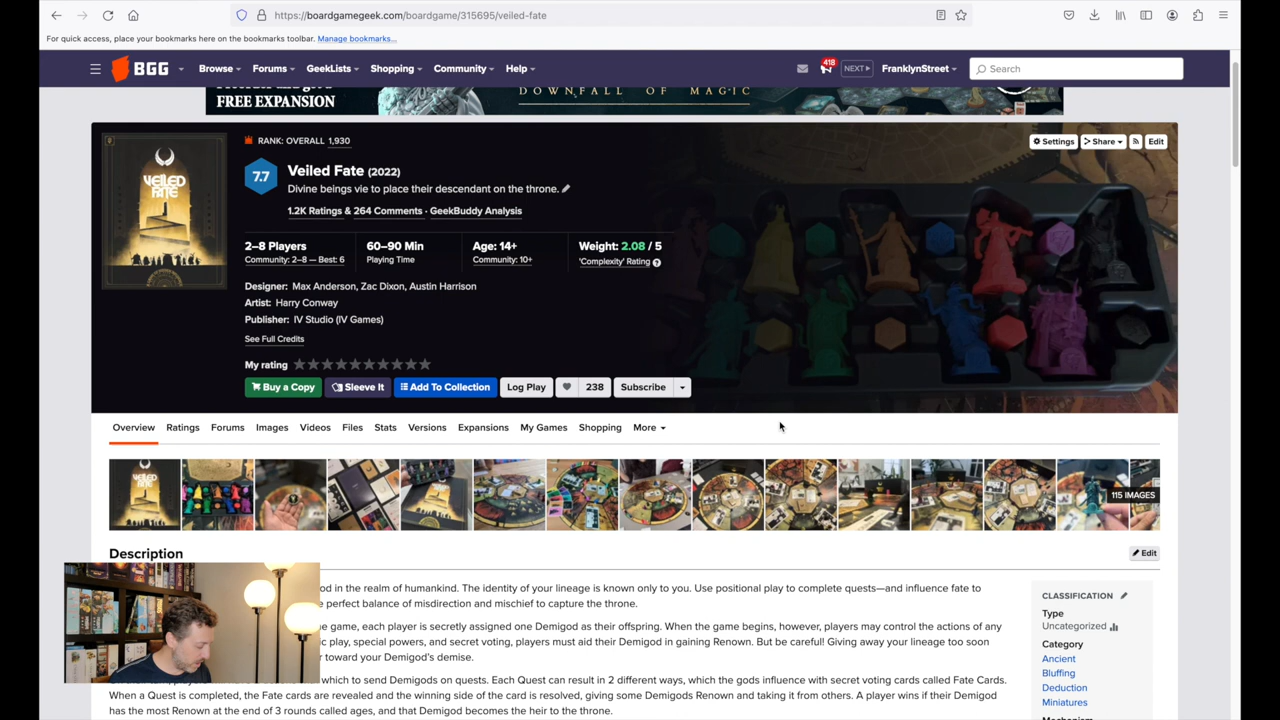 https://boardgamegeek.com/boardgame/315695/veiled-fate
For quick access, place your bookmarks here on the bookmarks toolbar. Manage bookmarks...
BGG Browse Forums GeekLists Shopping Community Help 418 NEXT FranklynStreet Search
FREE EXPANSION
DOWNFALL OF MAGIC
RANK: OVERALL 1,930
Settings Share Edit
VEILED FATE
7.7
Veiled Fate (2022)
Divine beings vie to place their descendant on the throne.
1.2K Ratings & 264 Comments · GeekBuddy Analysis
2–8 Players 60–90 Min Age: 14+ Weight: 2.08 / 5
Community: 2–8 — Best: 6 Playing Time Community: 10+ 'Complexity' Rating
Designer: Max Anderson, Zac Dixon, Austin Harrison
Artist: Harry Conway
Publisher: IV Studio (IV Games)
See Full Credits
My rating
Buy a Copy Sleeve It Add To Collection Log Play 238 Subscribe
Overview Ratings Forums Images Videos Files Stats Versions Expansions My Games Shopping More
115 IMAGES
Description
Edit
od in the realm of humankind. The identity of your lineage is known only to you. Use positional play to complete quests—and influence fate to
e perfect balance of misdirection and mischief to capture the throne.
ue game, each player is secretly assigned one Demigod as their offspring. When the game begins, however, players may control the actions of any
ic play, special powers, and secret voting, players must aid their Demigod in gaining Renown. But be careful! Giving away your lineage too soon
r toward your Demigod's demise.
which to send Demigods on quests. Each Quest can result in 2 different ways, which the gods influence with secret voting cards called Fate Cards.
When a Quest is completed, the Fate cards are revealed and the winning side of the card is resolved, giving some Demigods Renown and taking it from others. A player wins if their Demigod
has the most Renown at the end of 3 rounds called ages, and that Demigod becomes the heir to the throne.
CLASSIFICATION
Type
Uncategorized
Category
Ancient
Bluffing
Deduction
Miniatures